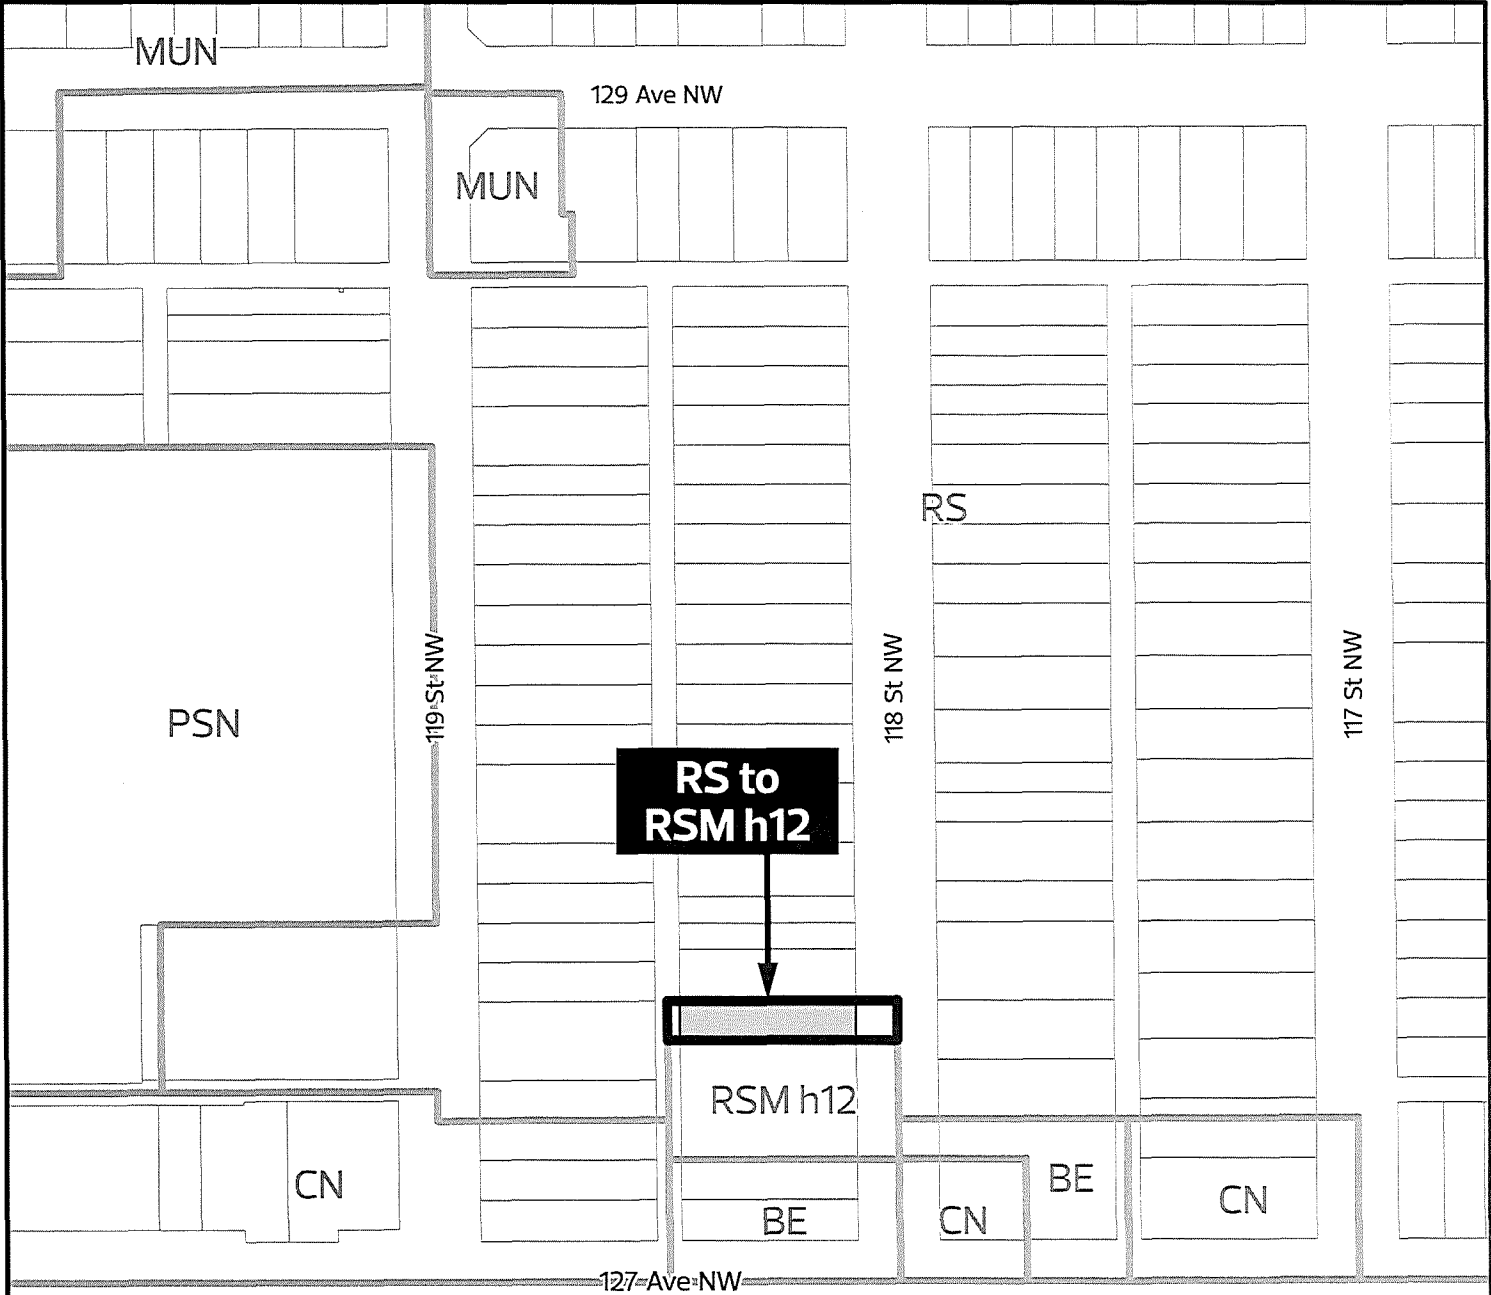 MUN
129 Ave NW
MUN
RS
119 St NW
118 St NW
117 St NW
PSN
RS to
RSM h12
RSM h12
CN
BE
CN
BE
CN
127 Ave NW